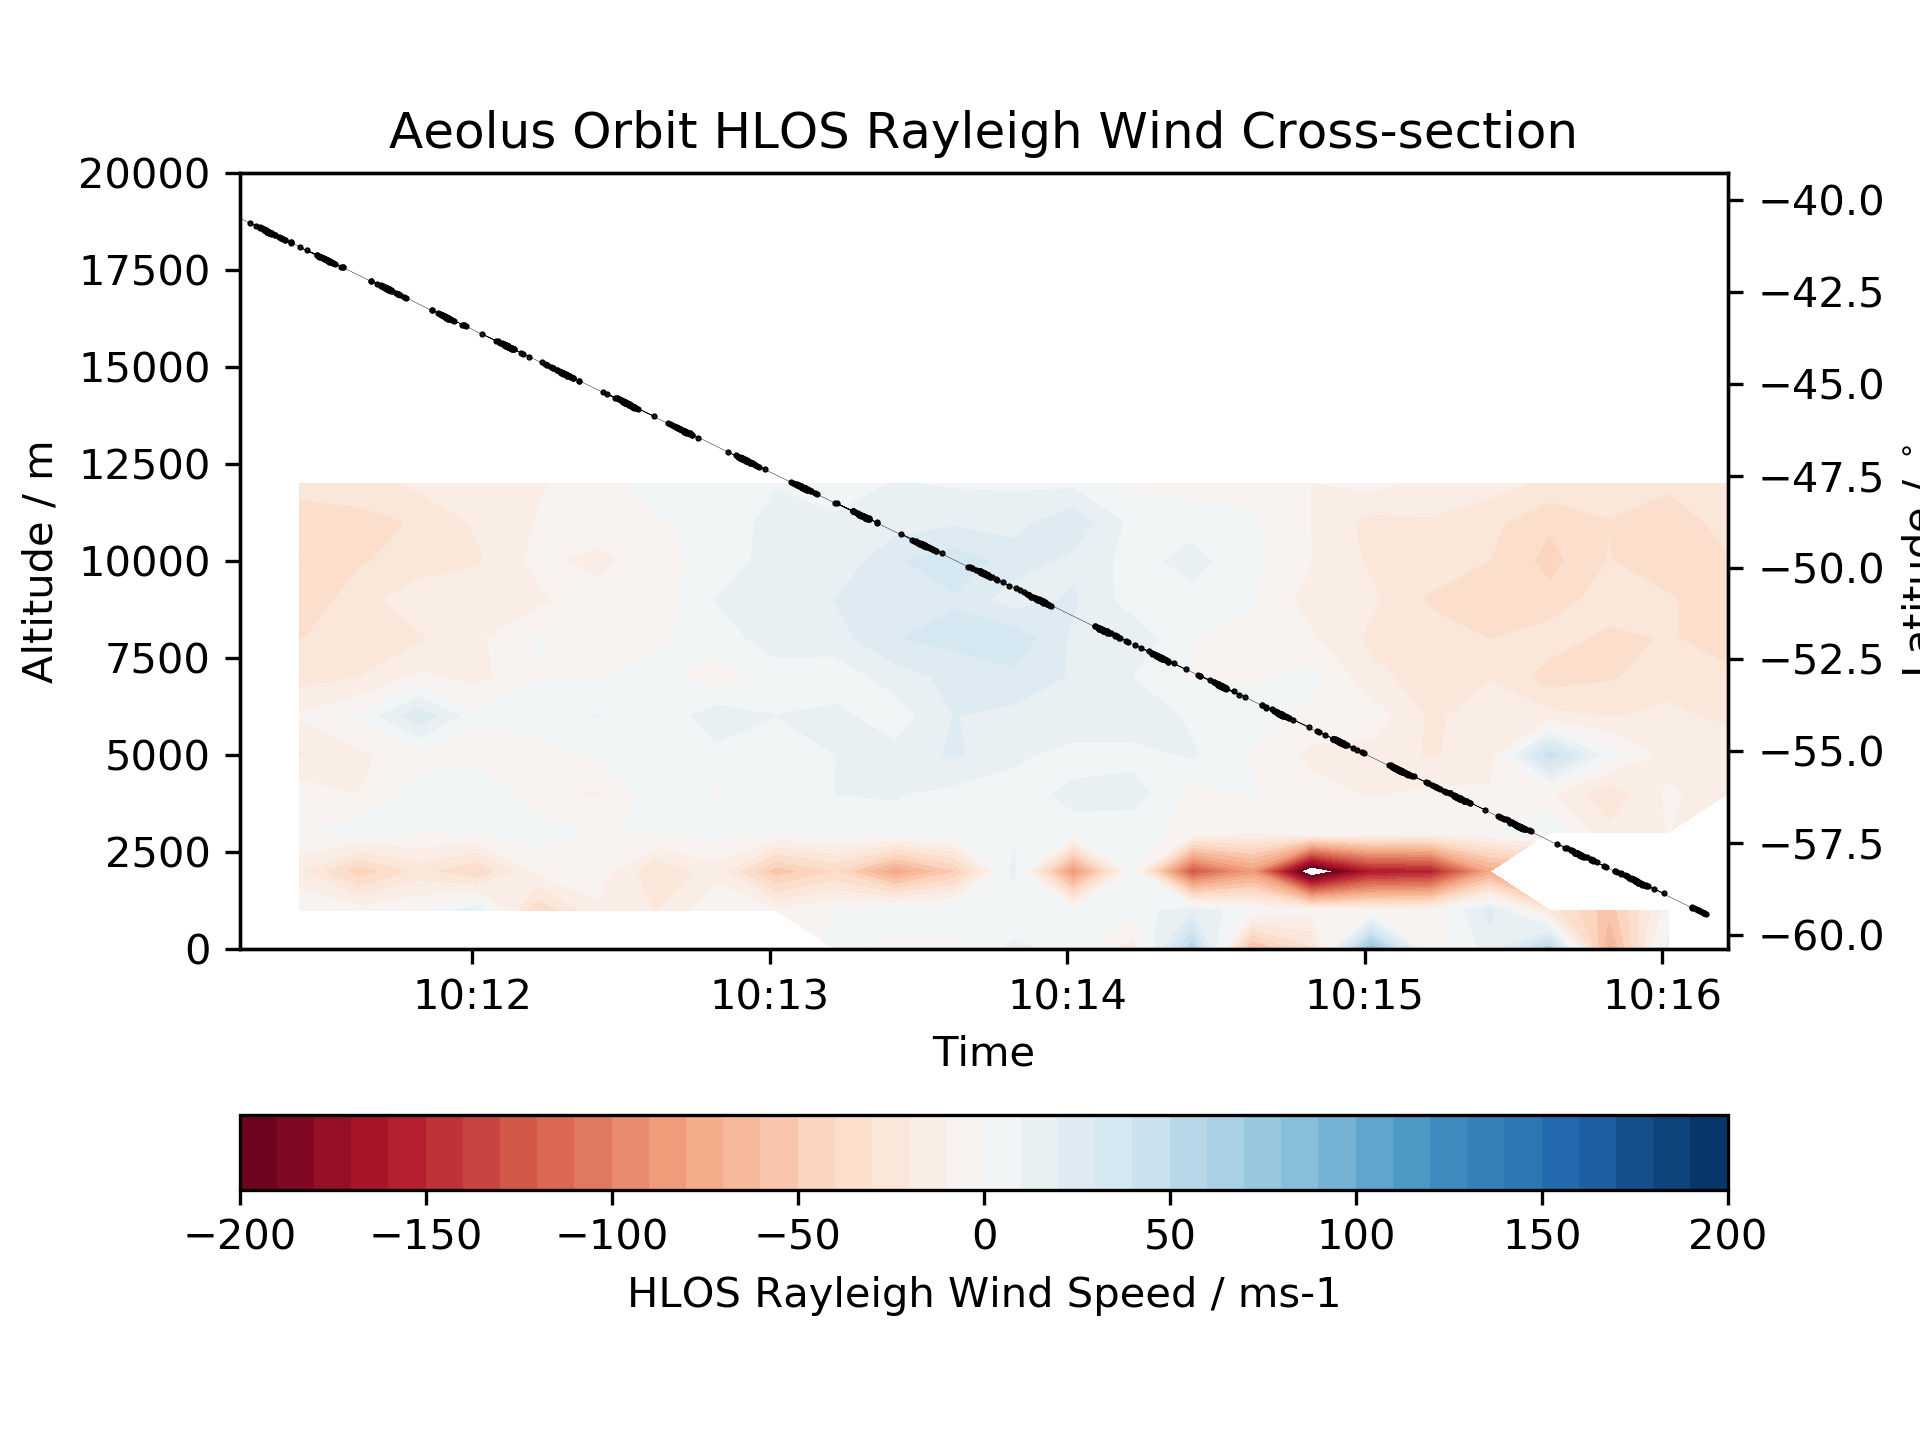 Aeolus Orbit HLOS Rayleigh Wind Cross-section
20000
17500
15000
12500
10000
7500
5000
2500
0
Altitude / m
−40.0
−42.5
−45.0
−47.5
−50.0
−52.5
−55.0
−57.5
−60.0
Latitude / °
10:12 10:13 10:14 10:15 10:16
Time
−200 −150 −100 −50 0 50 100 150 200
HLOS Rayleigh Wind Speed / ms-1